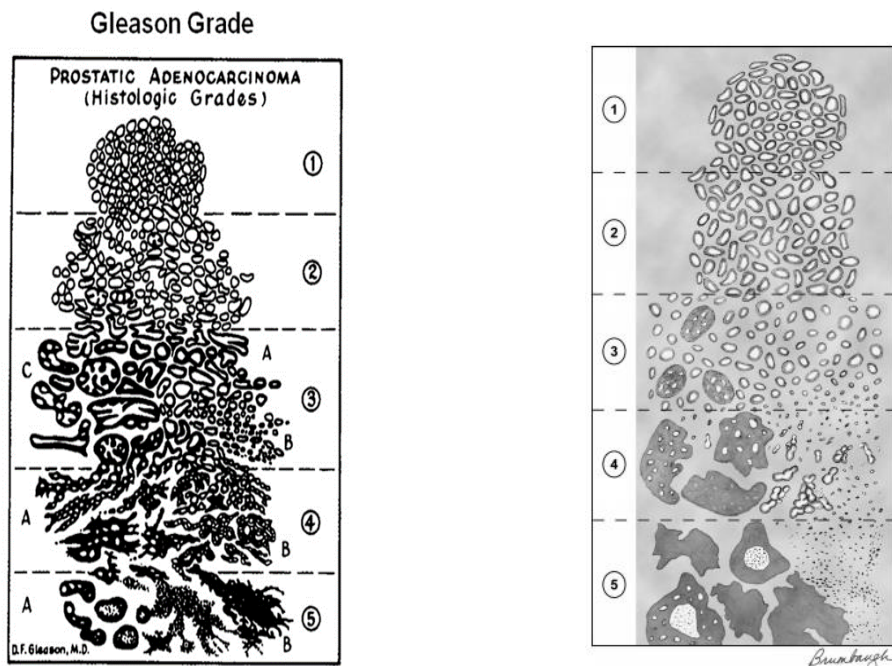 Gleason Grade
PROSTATIC ADENOCARCINOMA
(Histologic Grades)
1
2
A
C
3
B
A
4
B
A
5
B
D.F. Gleason, M.D.
1
2
3
4
5
Brumbaugh